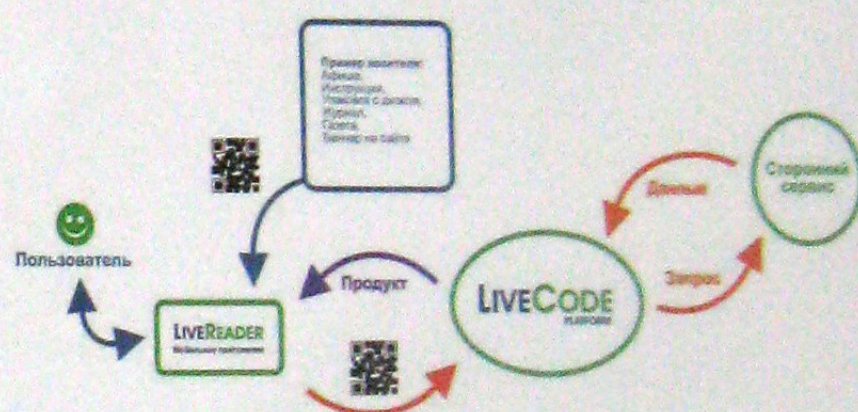 Пример носителя:
Афиша,
Инструкция,
Упаковка с диском,
Журнал,
Газета,
Баннер на сайте
Сторонний
сервис
Данные
Пользователь
Продукт
LIVECODE
PLATFORM
Запрос
LIVEREADER
Мобильное приложение